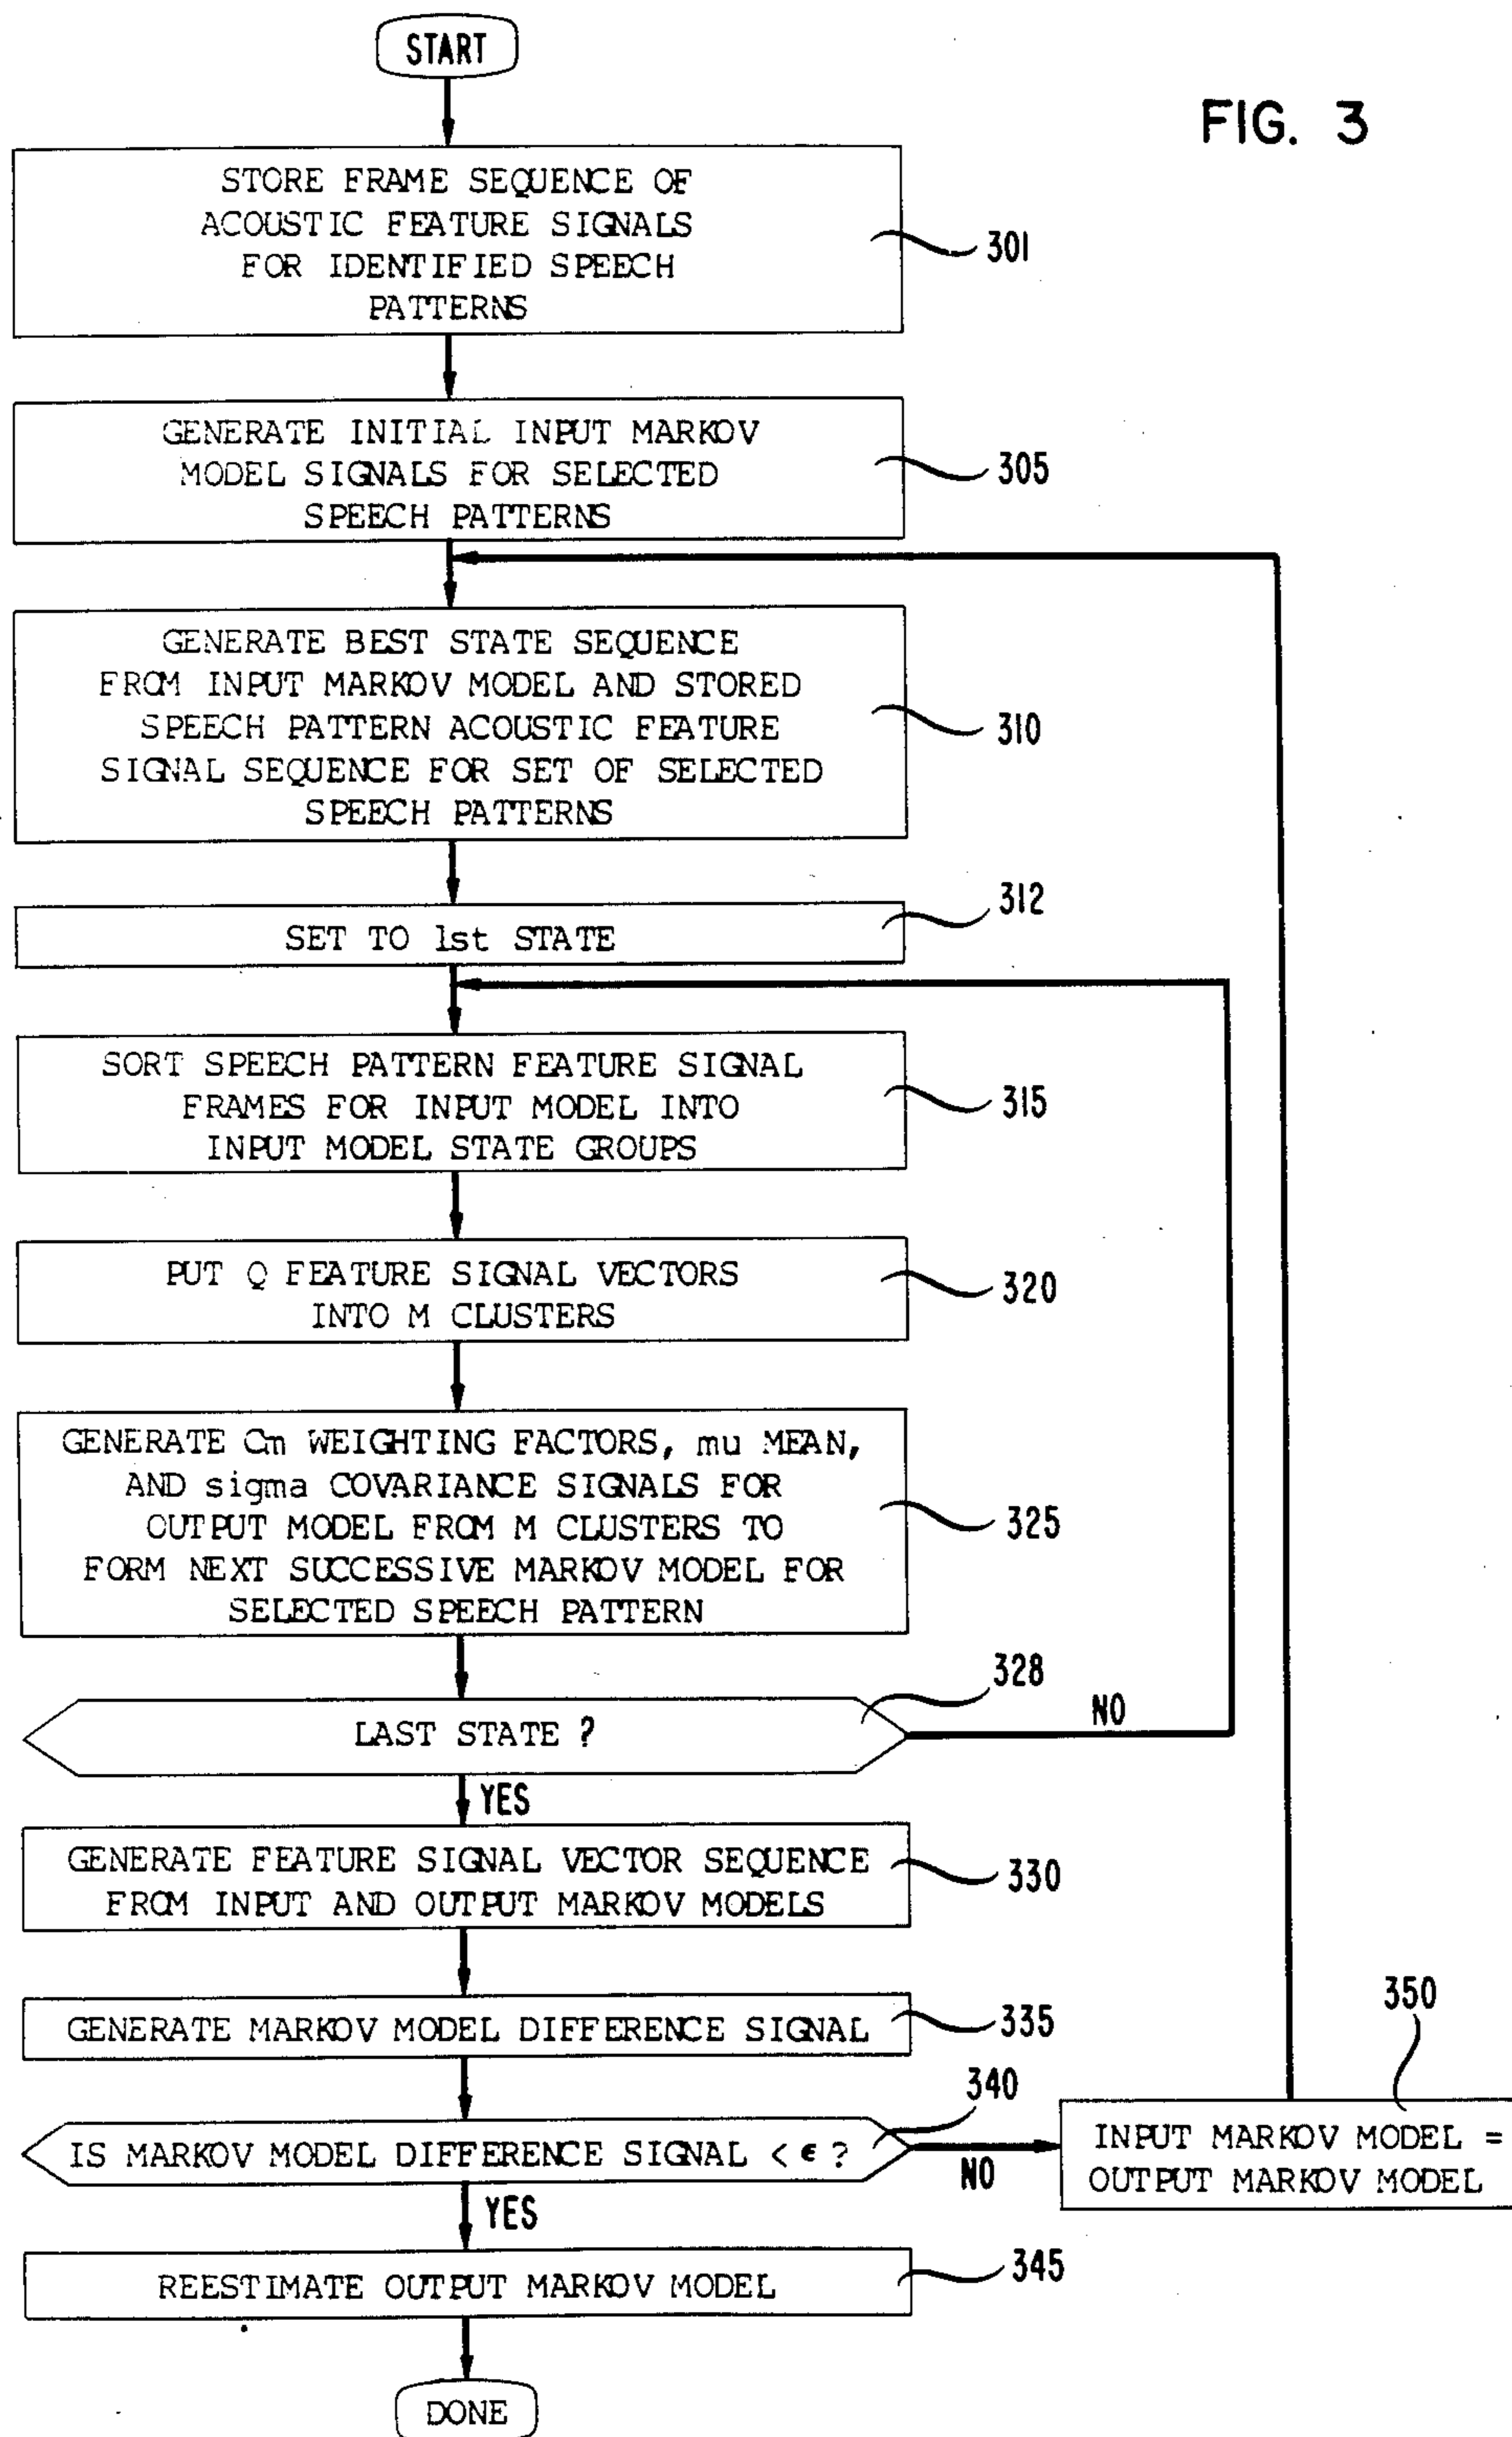 START
FIG. 3
STORE FRAME SEQUENCE OF
ACOUSTIC FEATURE SIGNALS
FOR IDENTIFIED SPEECH
PATTERNS
301
GENERATE INITIAL INPUT MARKOV
MODEL SIGNALS FOR SELECTED
SPEECH PATTERNS
305
GENERATE BEST STATE SEQUENCE
FROM INPUT MARKOV MODEL AND STORED
SPEECH PATTERN ACOUSTIC FEATURE
SIGNAL SEQUENCE FOR SET OF SELECTED
SPEECH PATTERNS
310
SET TO 1st STATE
312
SORT SPEECH PATTERN FEATURE SIGNAL
FRAMES FOR INPUT MODEL INTO
INPUT MODEL STATE GROUPS
315
PUT Q FEATURE SIGNAL VECTORS
INTO M CLUSTERS
320
GENERATE Cm WEIGHTING FACTORS, mu MEAN,
AND sigma COVARIANCE SIGNALS FOR
OUTPUT MODEL FROM M CLUSTERS TO
FORM NEXT SUCCESSIVE MARKOV MODEL FOR
SELECTED SPEECH PATTERN
325
LAST STATE ?
328
NO
YES
GENERATE FEATURE SIGNAL VECTOR SEQUENCE
FROM INPUT AND OUTPUT MARKOV MODELS
330
GENERATE MARKOV MODEL DIFFERENCE SIGNAL
335
IS MARKOV MODEL DIFFERENCE SIGNAL < ϵ ?
340
NO
YES
INPUT MARKOV MODEL =
OUTPUT MARKOV MODEL
350
REESTIMATE OUTPUT MARKOV MODEL
345
DONE